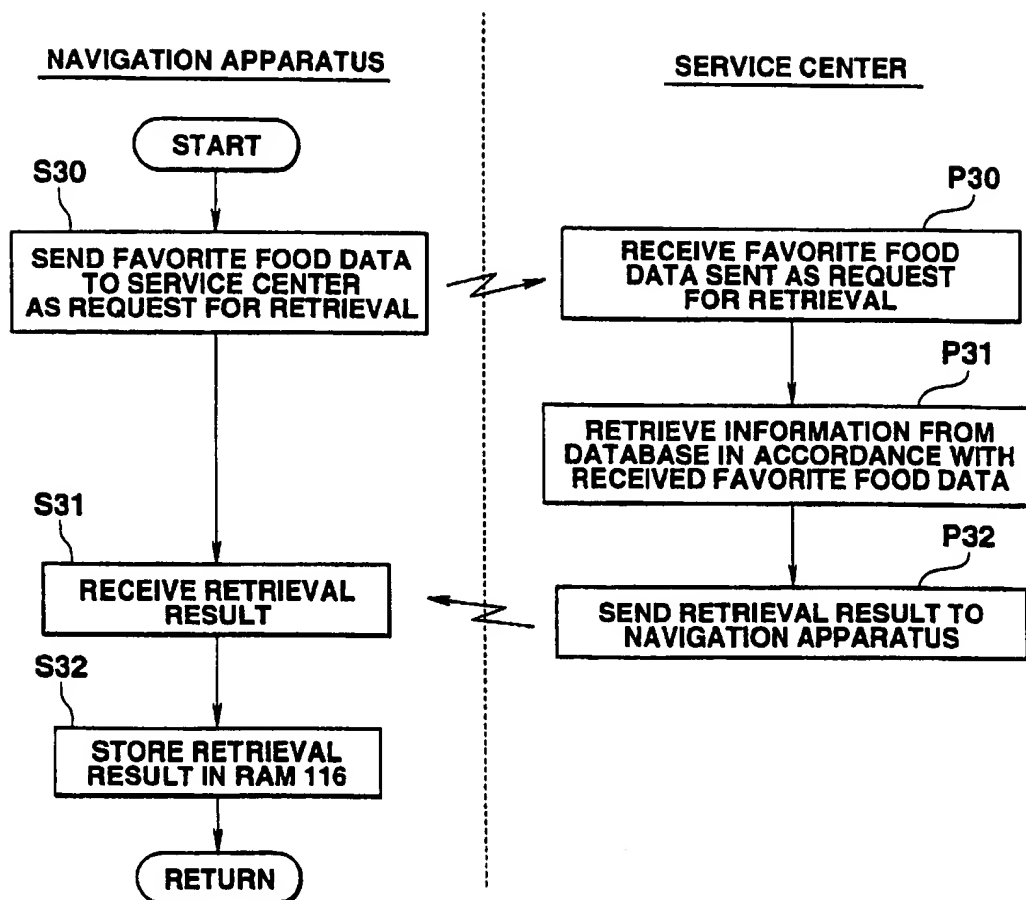 NAVIGATION APPARATUS
SERVICE CENTER
START
S30
SEND FAVORITE FOOD DATA
TO SERVICE CENTER
AS REQUEST FOR RETRIEVAL
P30
RECEIVE FAVORITE FOOD
DATA SENT AS REQUEST
FOR RETRIEVAL
P31
RETRIEVE INFORMATION FROM
DATABASE IN ACCORDANCE WITH
RECEIVED FAVORITE FOOD DATA
P32
SEND RETRIEVAL RESULT TO
NAVIGATION APPARATUS
S31
RECEIVE RETRIEVAL
RESULT
S32
STORE RETRIEVAL
RESULT IN RAM 116
RETURN